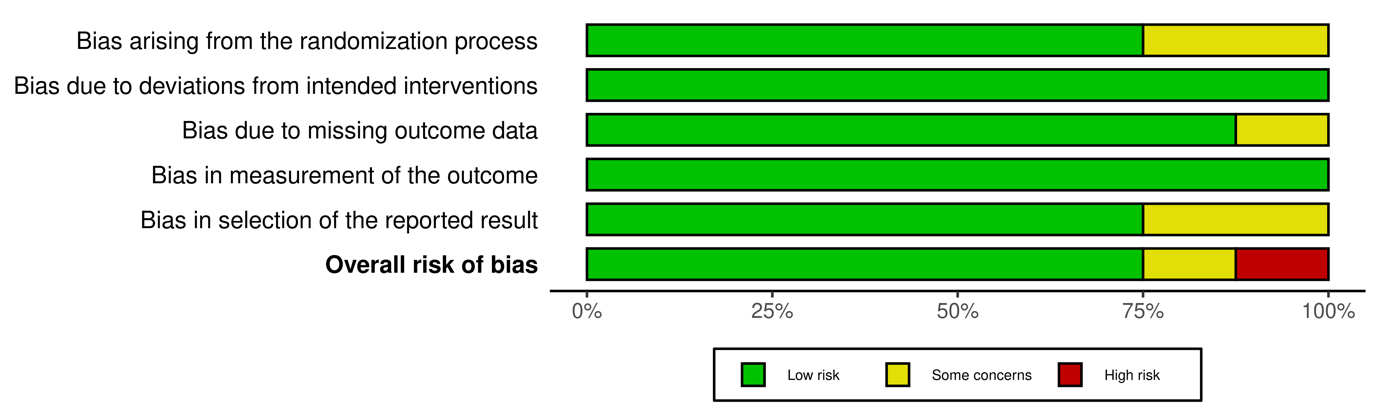 Bias arising from the randomization process
Bias due to deviations from intended interventions
Bias due to missing outcome data
Bias in measurement of the outcome
Bias in selection of the reported result
Overall risk of bias
0% 25% 50% 75% 100%
Low risk Some concerns High risk